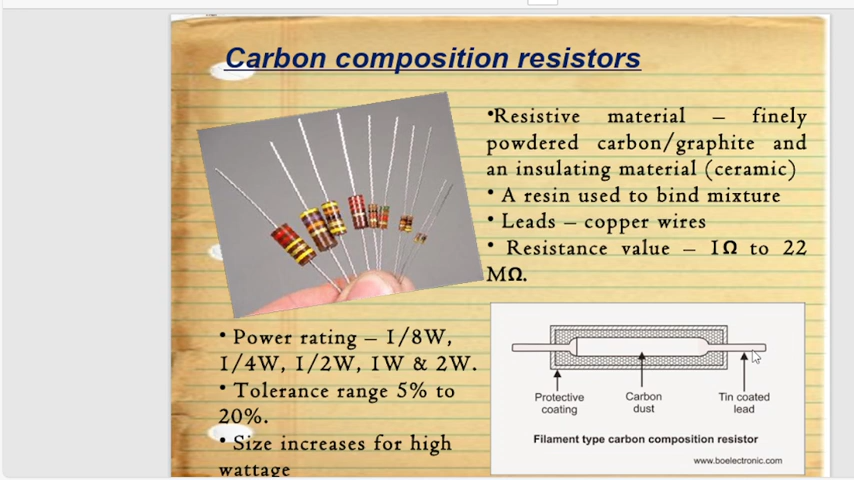 Carbon composition resistors
•Resistive material – finely
powdered carbon/graphite and
an insulating material (ceramic)
• A resin used to bind mixture
• Leads – copper wires
• Resistance value – 1Ω to 22
MΩ.
• Power rating – 1/8W,
1/4W, 1/2W, 1W & 2W.
• Tolerance range 5% to
20%.
• Size increases for high
wattage
Protective
coating
Carbon
dust
Tin coated
lead
Filament type carbon composition resistor
www.boelectronic.com